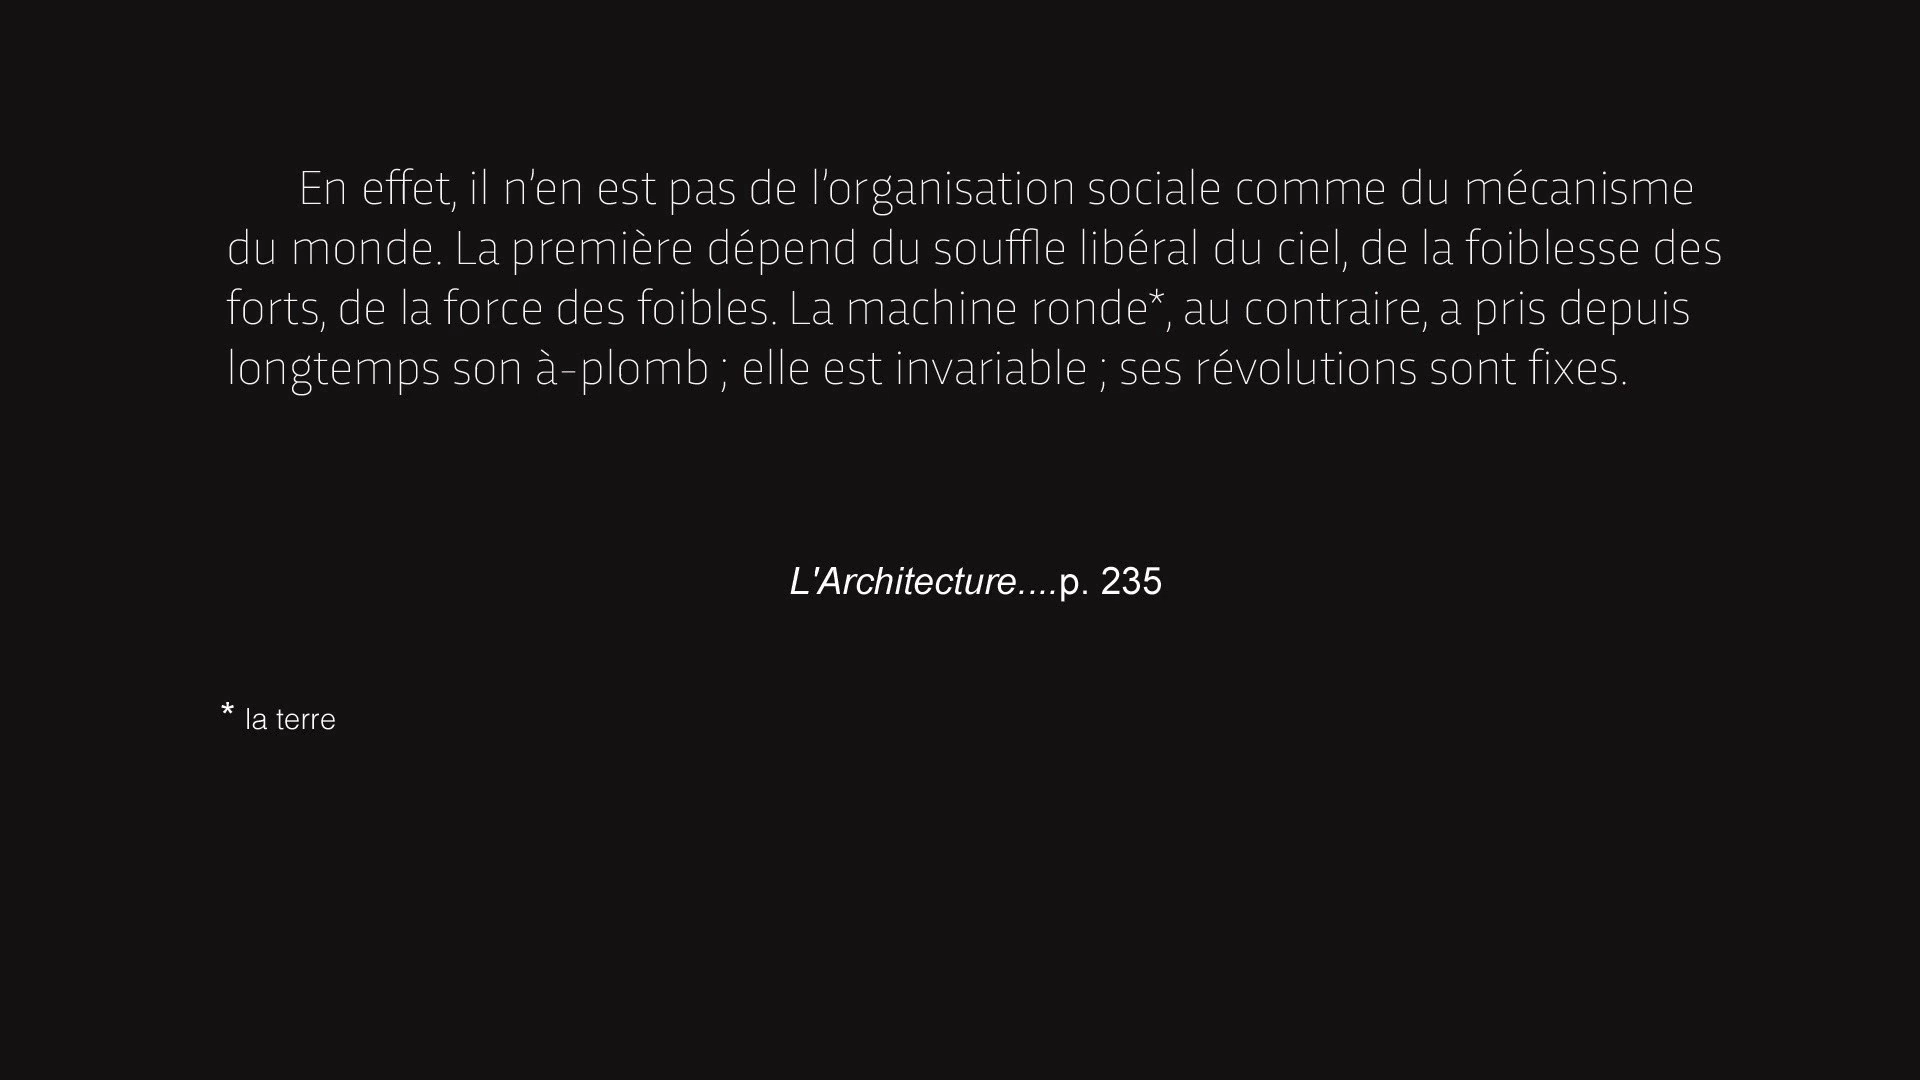 En effet, il n’en est pas de l’organisation sociale comme du mécanisme
du monde. La première dépend du souffle libéral du ciel, de la foiblesse des
forts, de la force des foibles. La machine ronde*, au contraire, a pris depuis
longtemps son à-plomb ; elle est invariable ; ses révolutions sont fixes.
L'Architecture....p. 235
* la terre